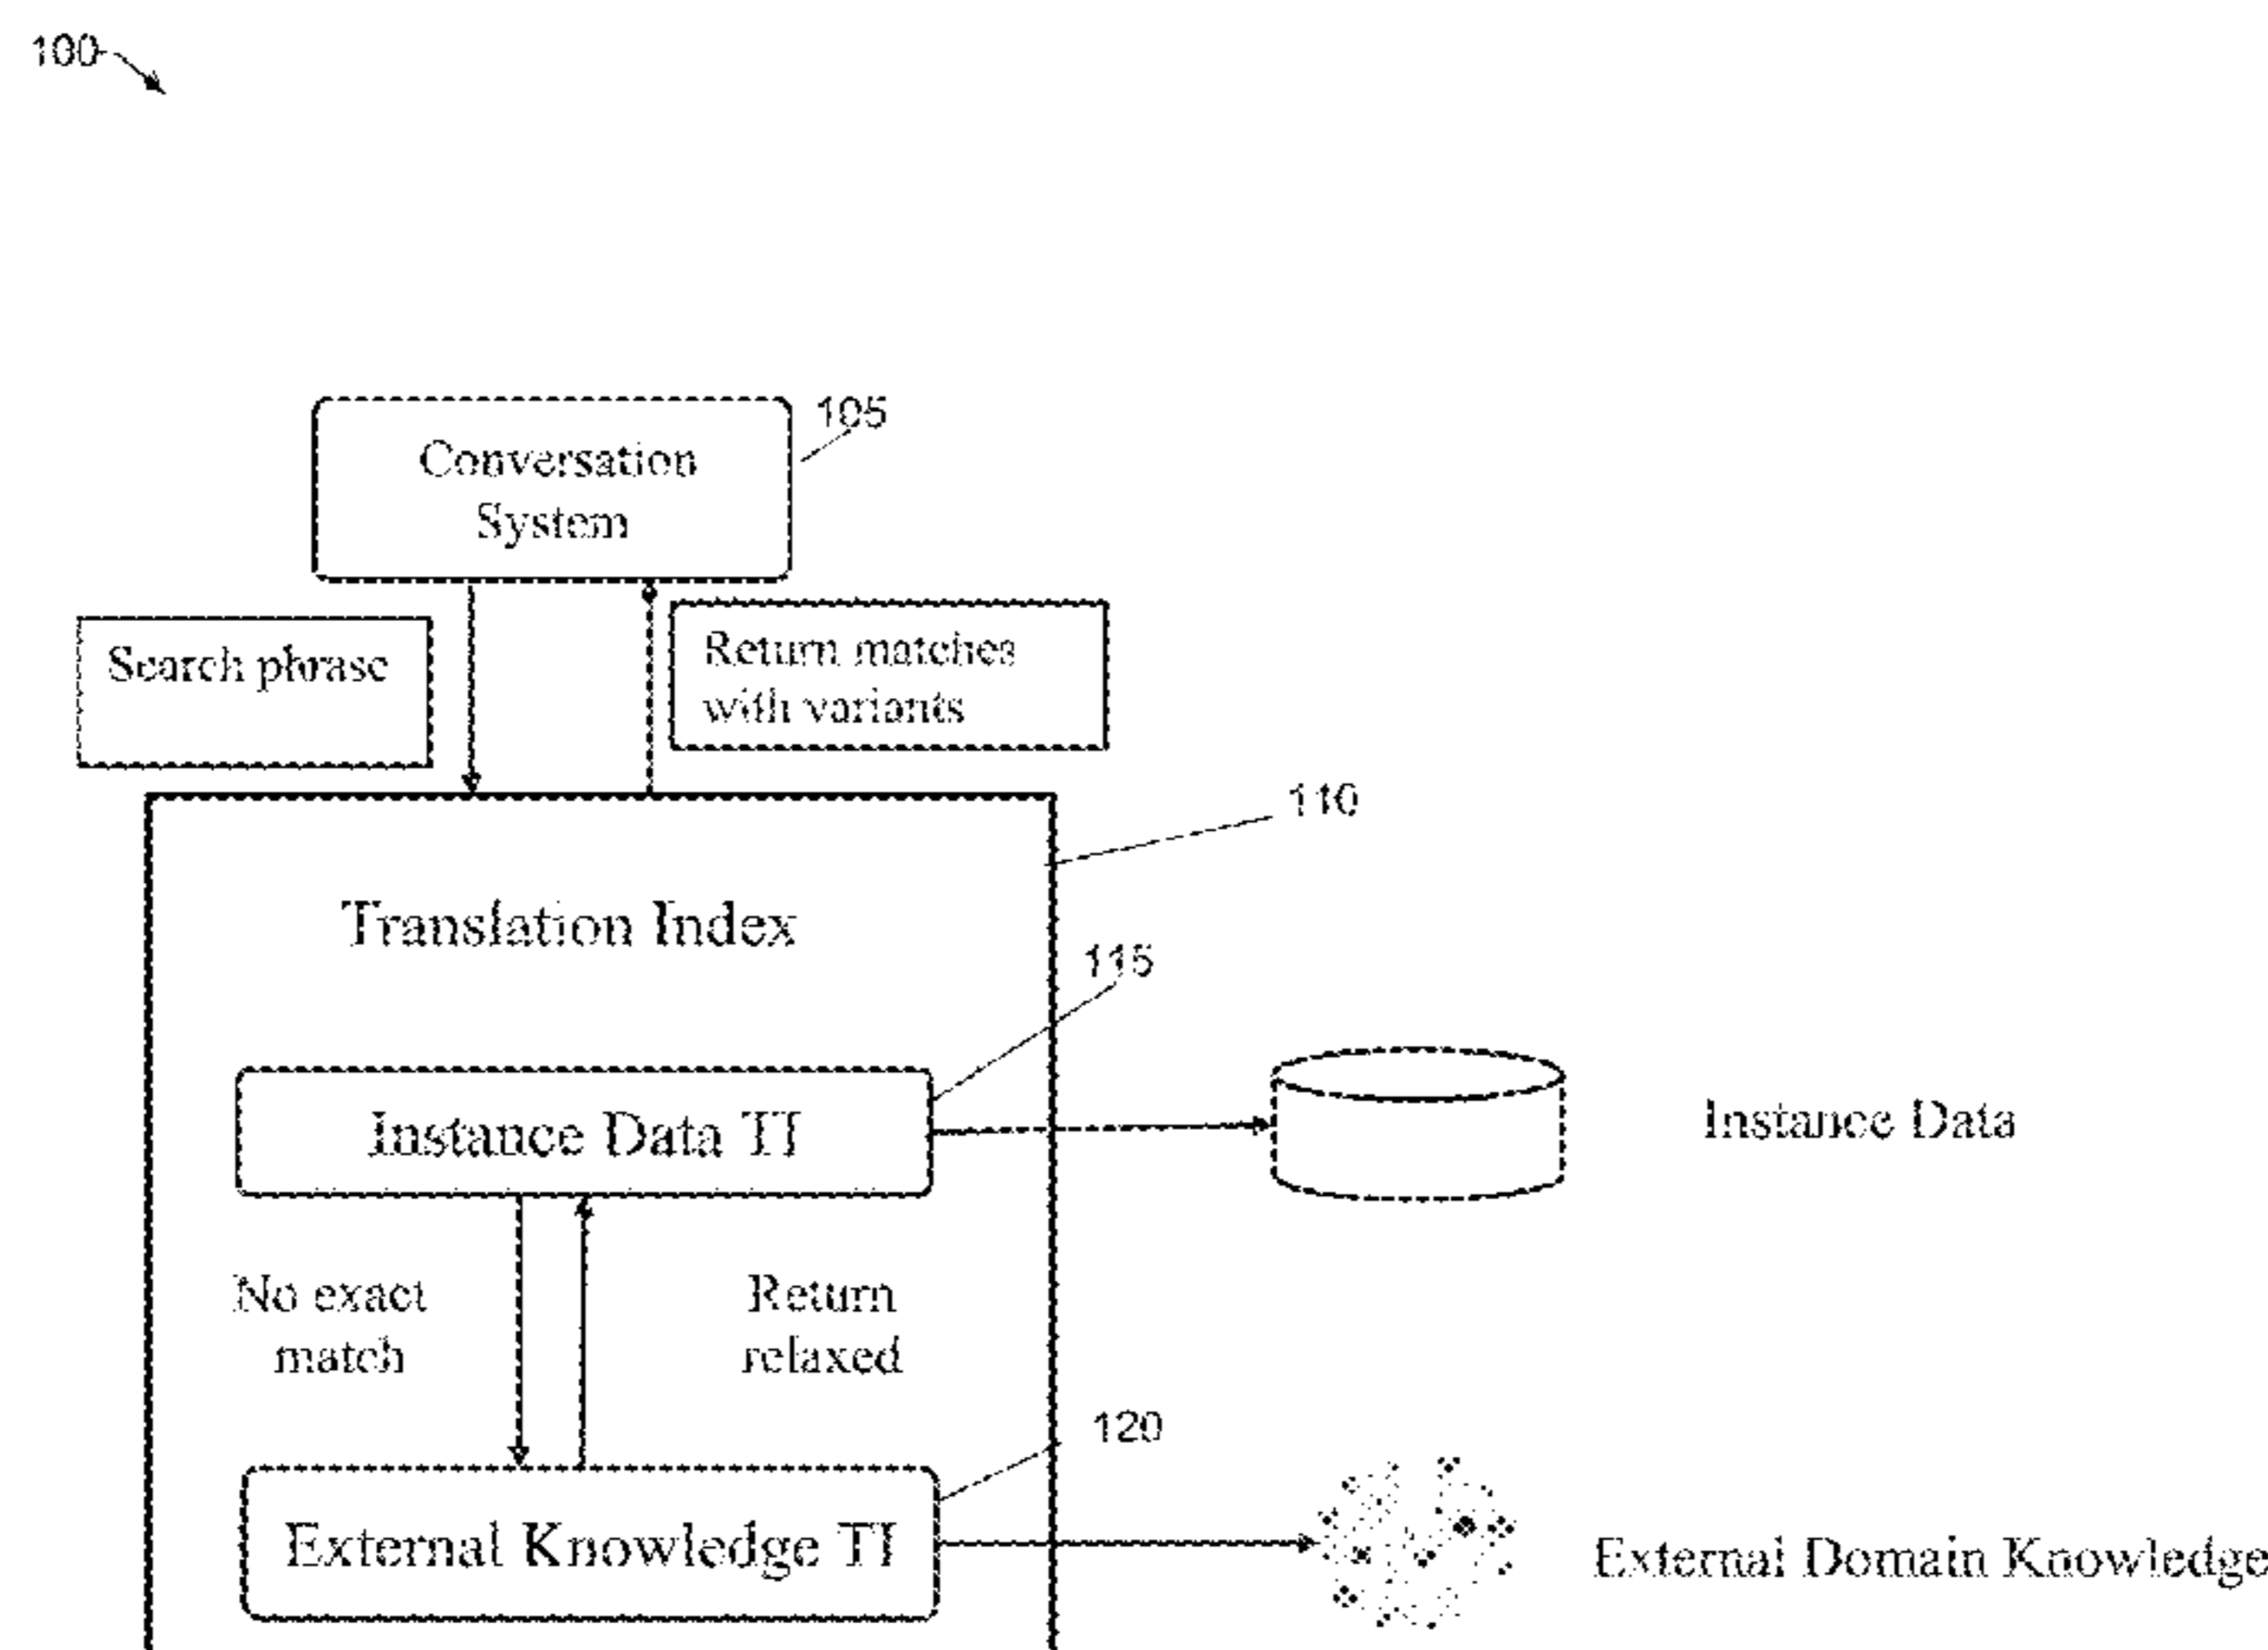 100
105
Conversation
System
Search phrase
Return matches
with variants
110
Translation Index
115
Instance Data TI
Instance Data
No exact
match
Return
relaxed
120
External Knowledge TI
External Domain Knowledge